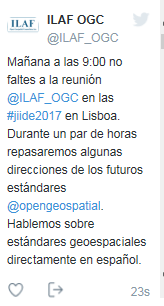 ILAF
ILAF OGC
@ILAF_OGC
Mañana a las 9:00 no
faltes a la reunión
@ILAF_OGC en las
#jiide2017 en Lisboa.
Durante un par de horas
repasaremos algunas
direcciones de los futuros
estándares
@opengeospatial.
Hablemos sobre
estándares geoespaciales
directamente en español.
23s